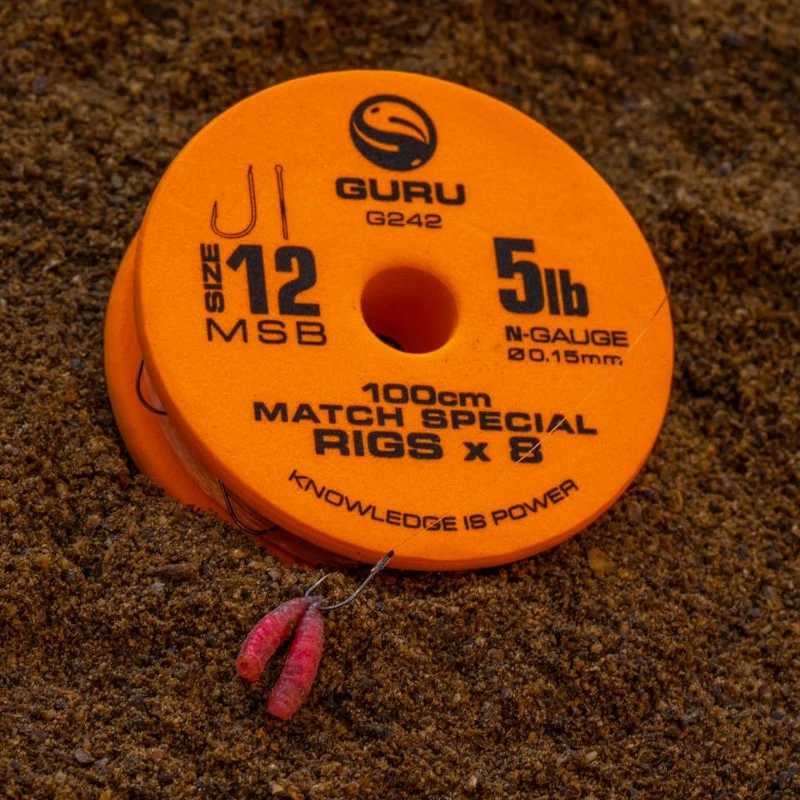 GURU
G242
SIZE 12
MSB
5lb
N-GAUGE
Ø0.15mm
100cm
MATCH SPECIAL
RIGS x 8
KNOWLEDGE IS POWER